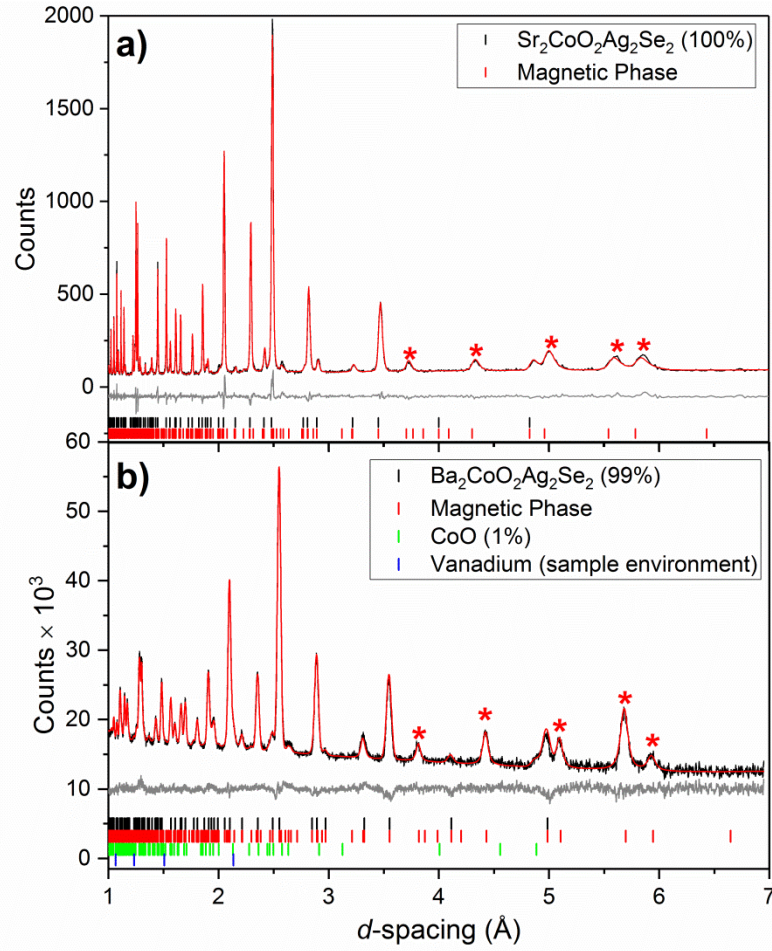 a)
Sr₂CoO₂Ag₂Se₂ (100%)
Magnetic Phase
2000
1500
1000
500
0
Counts
* * * * *
b)
Ba₂CoO₂Ag₂Se₂ (99%)
Magnetic Phase
CoO (1%)
Vanadium (sample environment)
60
50
40
30
20
10
0
Counts × 10³
* * * * *
1 2 3 4 5 6 7
d-spacing (Å)